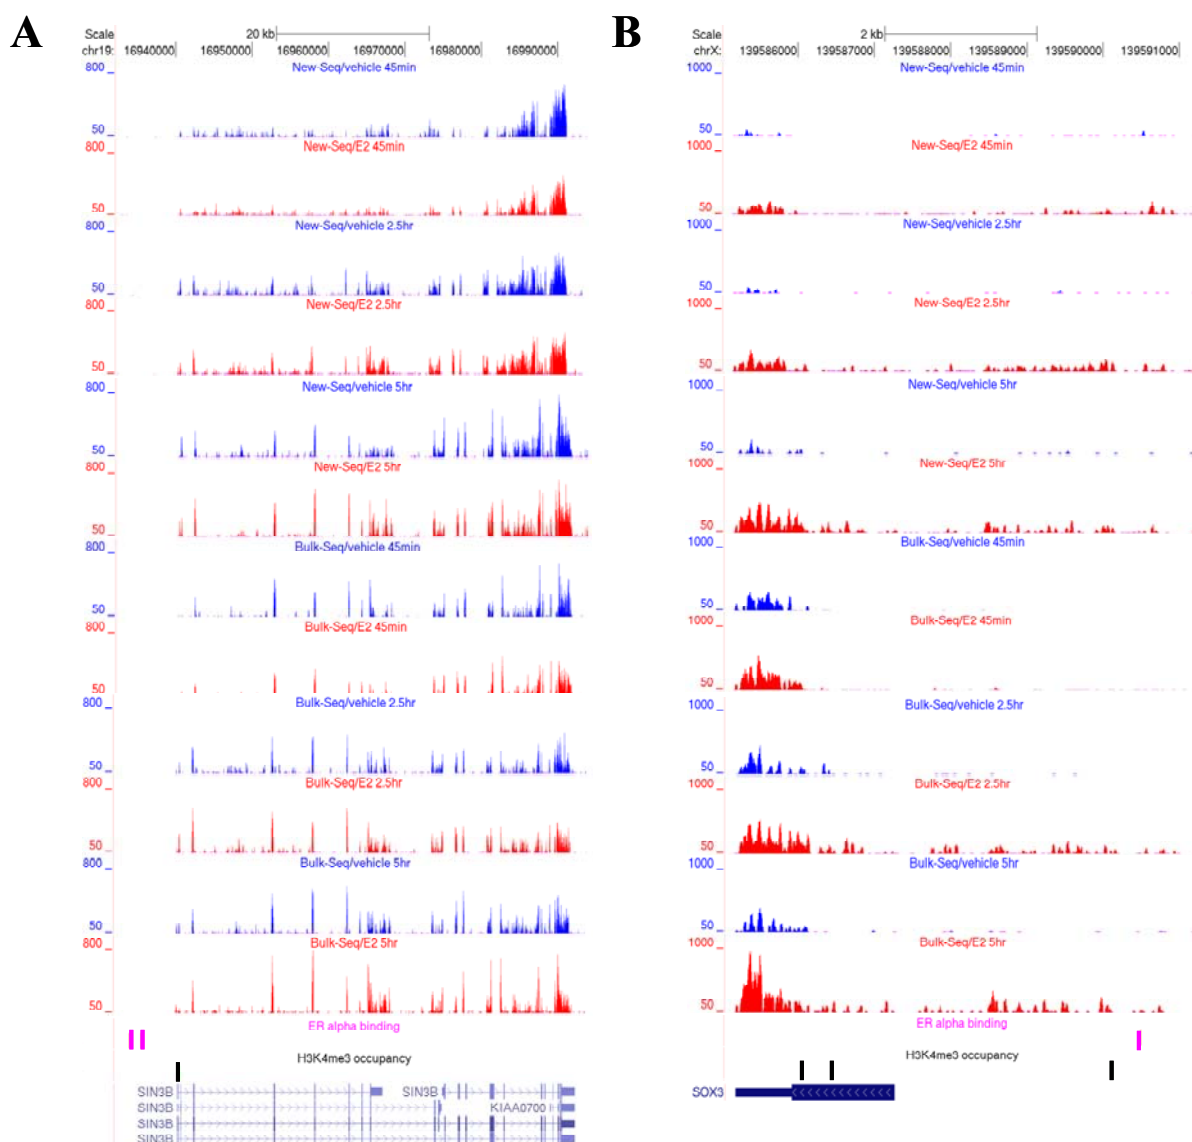 A
Scale 20 kb
chr19: 16940000 16950000 16960000 16970000 16980000 16990000
New-Seq/vehicle 45min
800
50
New-Seq/E2 45min
800
50
New-Seq/vehicle 2.5hr
800
50
New-Seq/E2 2.5hr
800
50
New-Seq/vehicle 5hr
800
50
New-Seq/E2 5hr
800
50
Bulk-Seq/vehicle 45min
800
50
Bulk-Seq/E2 45min
800
50
Bulk-Seq/vehicle 2.5hr
800
50
Bulk-Seq/E2 2.5hr
800
50
Bulk-Seq/vehicle 5hr
800
50
Bulk-Seq/E2 5hr
800
50
ER alpha binding
H3K4me3 occupancy
SIN3B SIN3B
SIN3B KIAA0700
SIN3B
SIN3B
B
Scale 2 kb
chrX: 139586000 139587000 139588000 139589000 139590000 139591000
New-Seq/vehicle 45min
1000
50
New-Seq/E2 45min
1000
50
New-Seq/vehicle 2.5hr
1000
50
New-Seq/E2 2.5hr
1000
50
New-Seq/vehicle 5hr
1000
50
New-Seq/E2 5hr
1000
50
Bulk-Seq/vehicle 45min
1000
50
Bulk-Seq/E2 45min
1000
50
Bulk-Seq/vehicle 2.5hr
1000
50
Bulk-Seq/E2 2.5hr
1000
50
Bulk-Seq/vehicle 5hr
1000
50
Bulk-Seq/E2 5hr
1000
50
ER alpha binding
H3K4me3 occupancy
SOX3